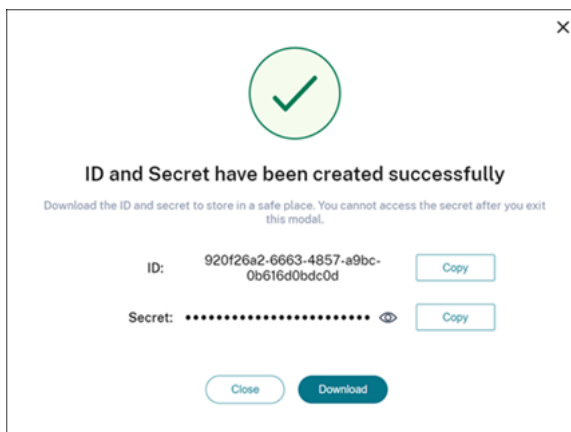 ID and Secret have been created successfully
Download the ID and secret to store in a safe place. You cannot access the secret after you exit
this modal.
ID: 920f26a2-6663-4857-a9bc-
0b616d0bdc0d Copy
Secret: •••••••••••••••••••••••• Copy
Close Download